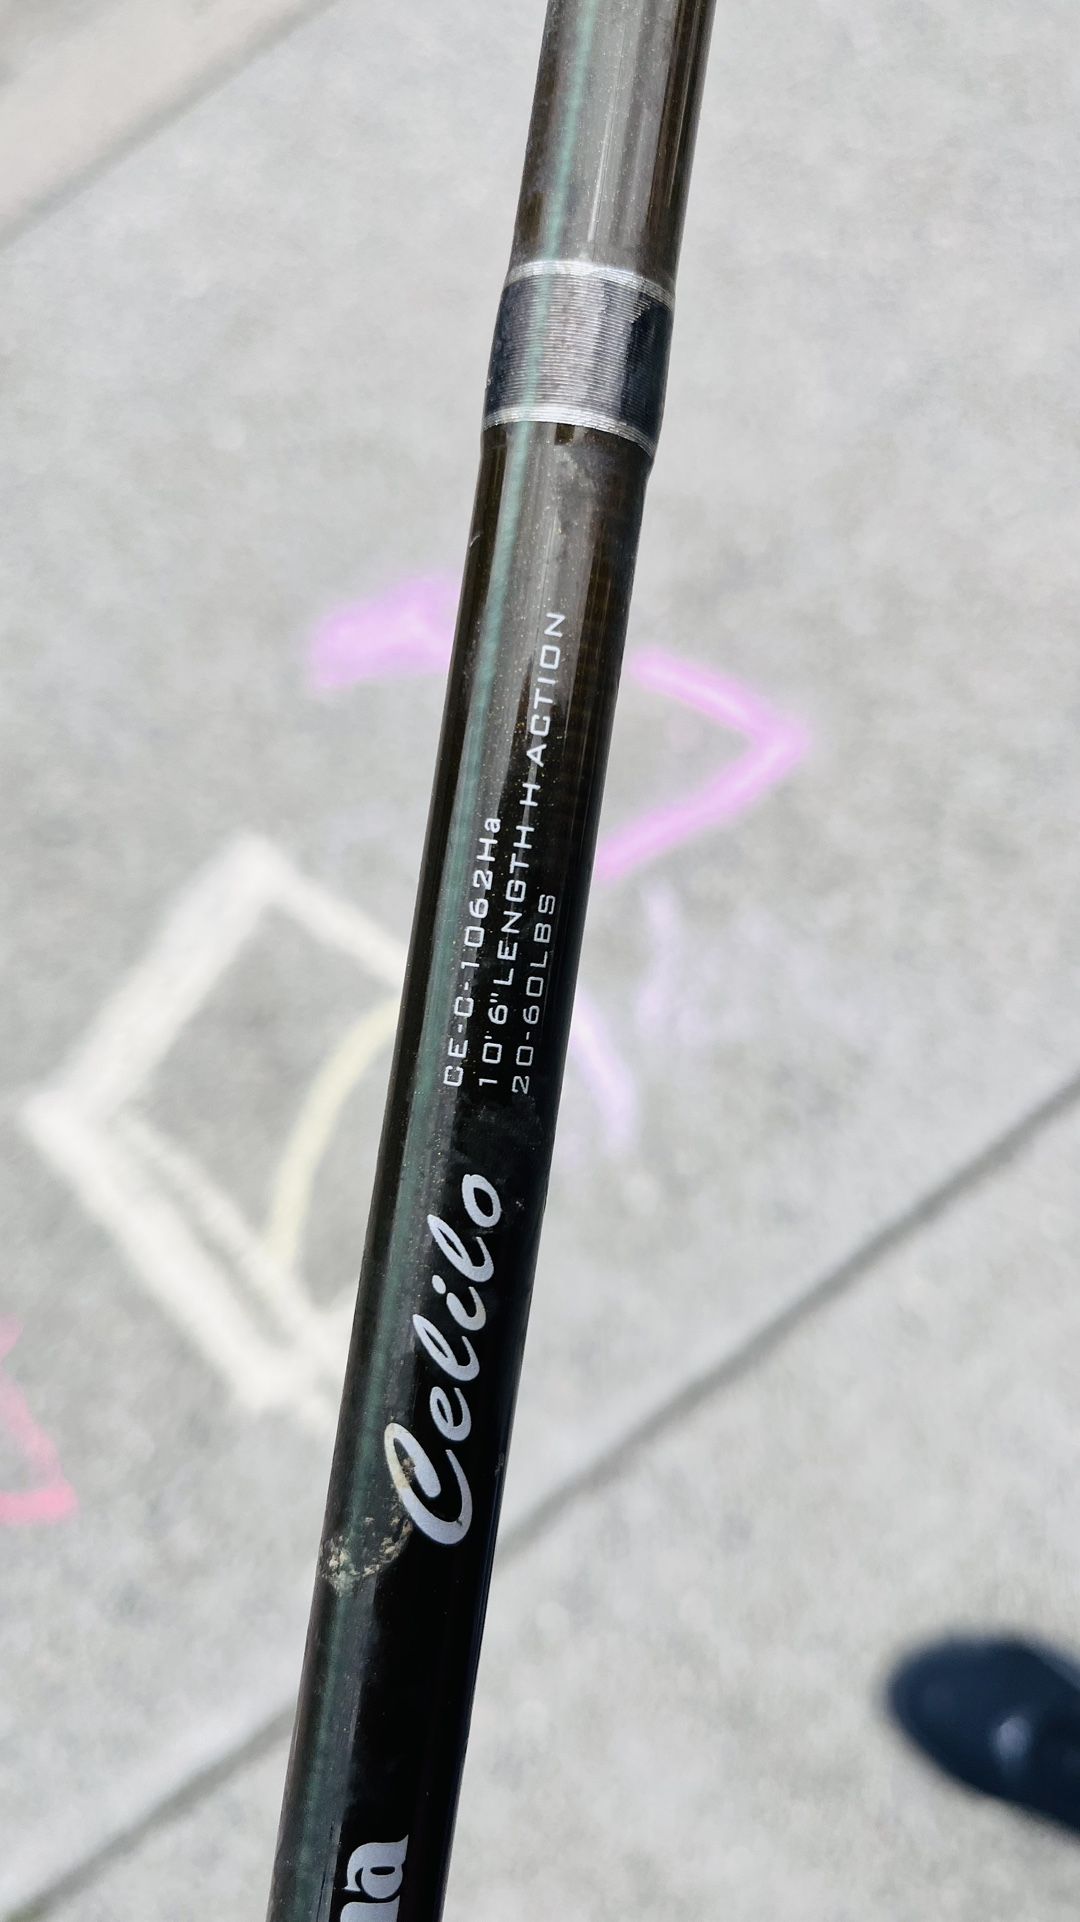 Celilo
CE-C-1062Ha
10'6" LENGTH H ACTION
20-60LBS